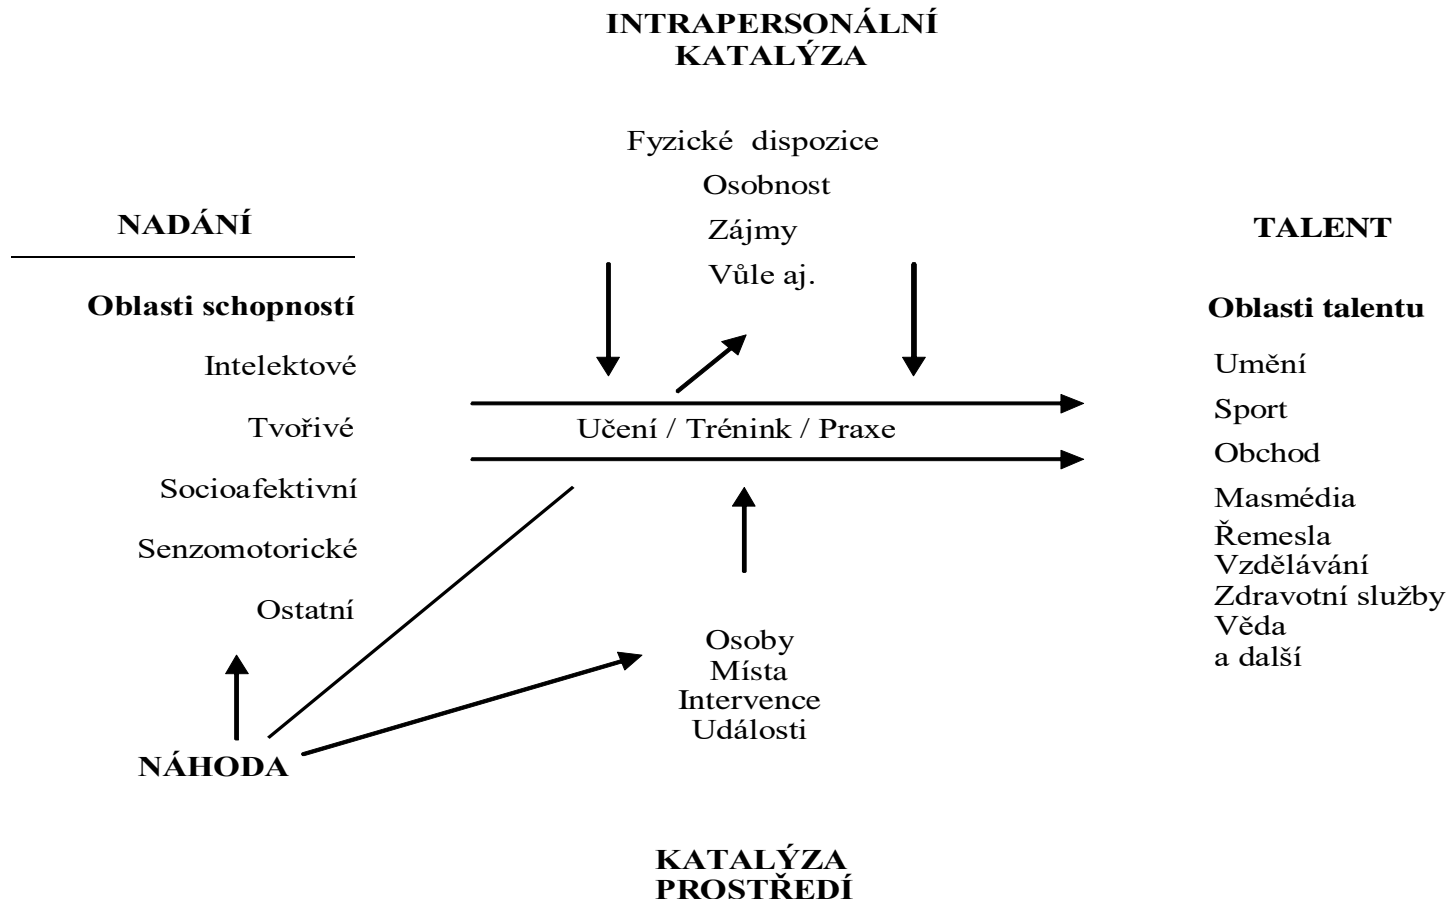 INTRAPERSONÁLNÍ
KATALÝZA
Fyzické dispozice
Osobnost
Zájmy
Vůle aj.
NADÁNÍ
Oblasti schopností
Intelektové
Tvořivé
Socioafektivní
Senzomotorické
Ostatní
NÁHODA
Učení / Trénink / Praxe
Osoby
Místa
Intervence
Události
KATALÝZA
PROSTŘEDÍ
TALENT
Oblasti talentu
Umění
Sport
Obchod
Masmédia
Řemesla
Vzdělávání
Zdravotní služby
Věda
a další